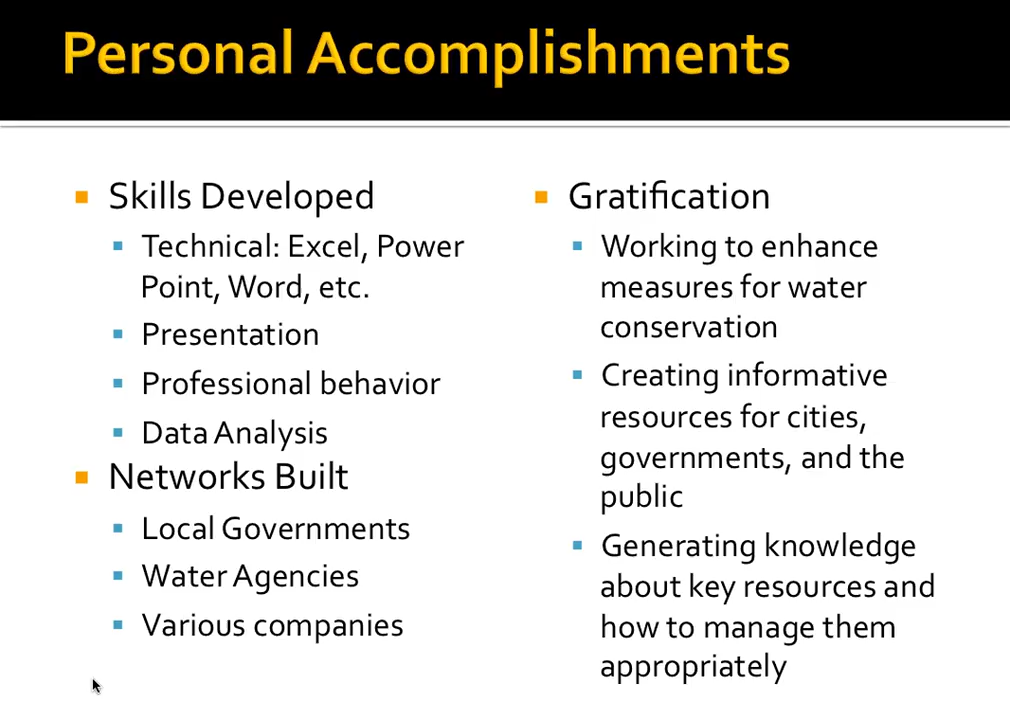 Personal Accomplishments
Skills Developed
Technical: Excel, Power
Point, Word, etc.
Presentation
Professional behavior
Data Analysis
Networks Built
Local Governments
Water Agencies
Various companies
Gratification
Working to enhance
measures for water
conservation
Creating informative
resources for cities,
governments, and the
public
Generating knowledge
about key resources and
how to manage them
appropriately